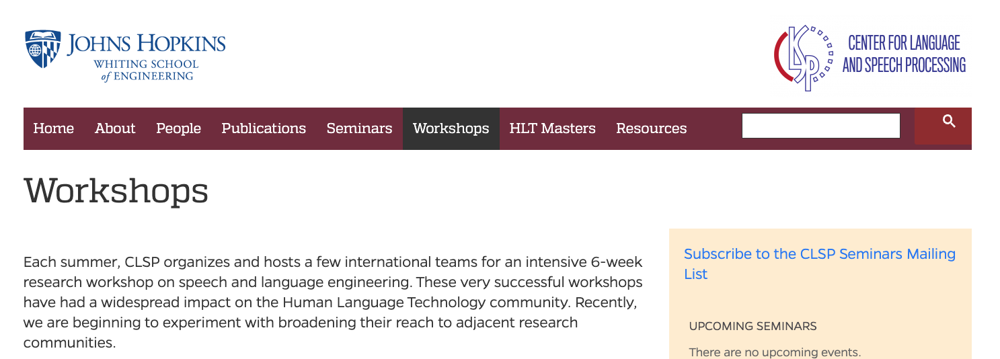 JOHNS HOPKINS
WHITING SCHOOL
of ENGINEERING
CLSP
CENTER FOR LANGUAGE
AND SPEECH PROCESSING
Home About People Publications Seminars Workshops HLT Masters Resources
Workshops
Each summer, CLSP organizes and hosts a few international teams for an intensive 6-week
research workshop on speech and language engineering. These very successful workshops
have had a widespread impact on the Human Language Technology community. Recently,
we are beginning to experiment with broadening their reach to adjacent research
communities.
Subscribe to the CLSP Seminars Mailing
List
UPCOMING SEMINARS
There are no upcoming events.